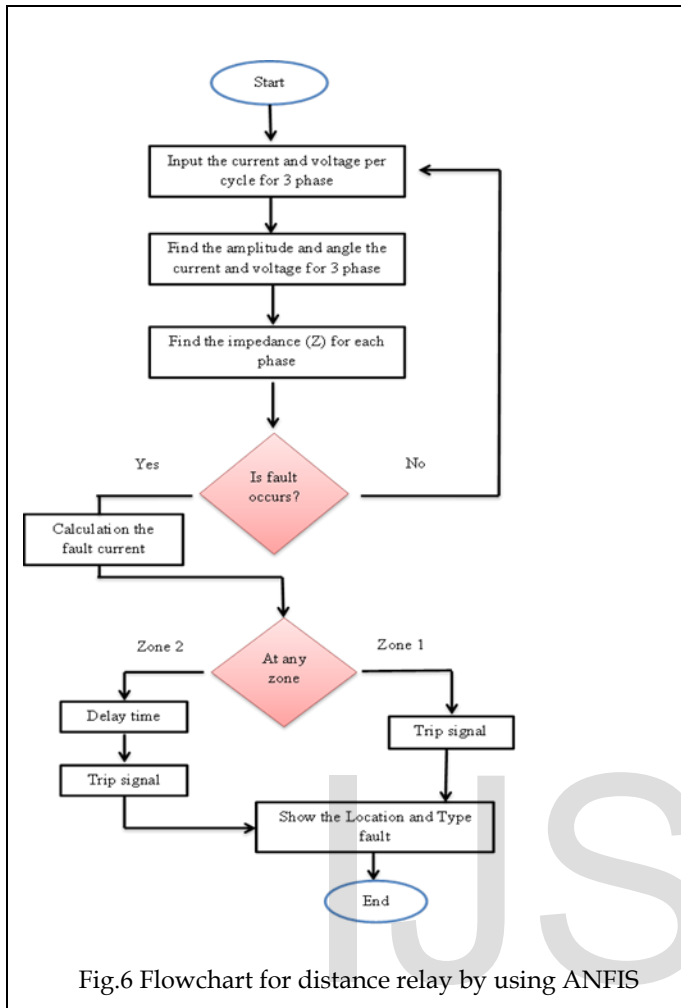 Start
Input the current and voltage per
cycle for 3 phase
Find the amplitude and angle the
current and voltage for 3 phase
Find the impedance (Z) for each
phase
Yes
No
Is fault
occurs?
Calculation the
fault current
Zone 2
Zone 1
At any
zone
Delay time
Trip signal
Trip signal
Show the Location and Type
fault
End
IJS
Fig.6 Flowchart for distance relay by using ANFIS